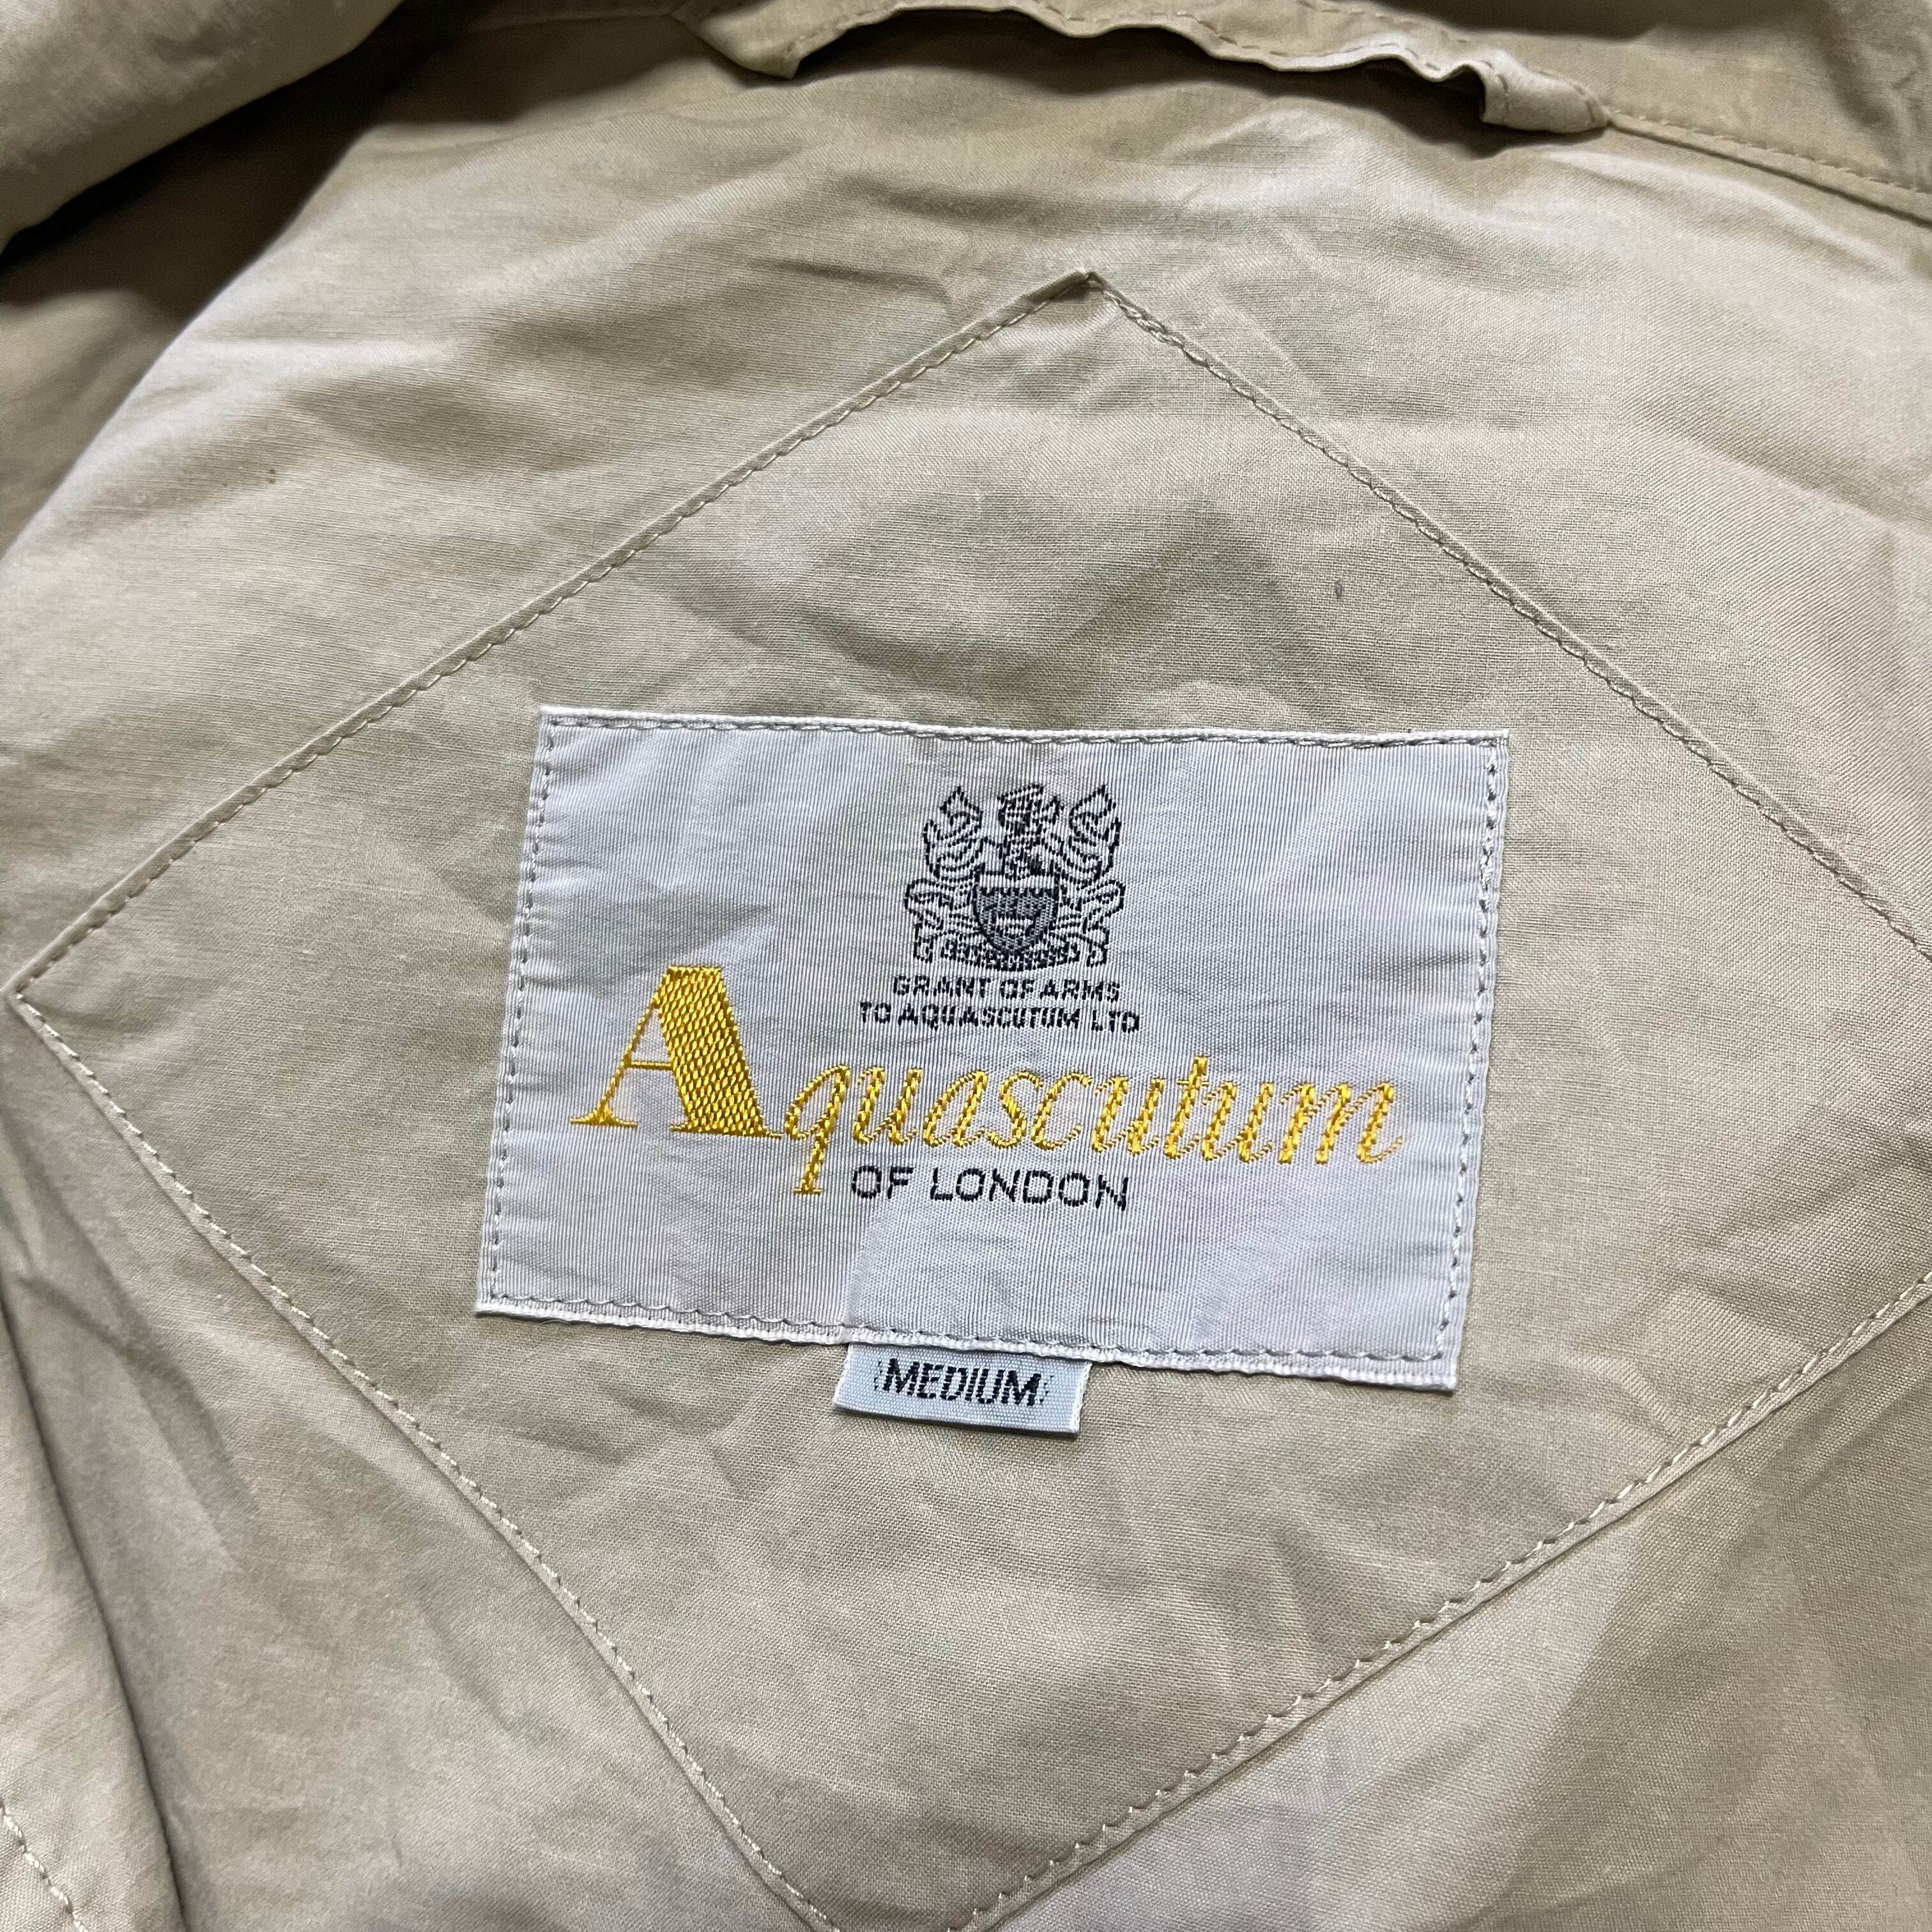 GRANT OF ARMS
TO AQUASCUTUM LTD
Aquascutum
OF LONDON
MEDIUM